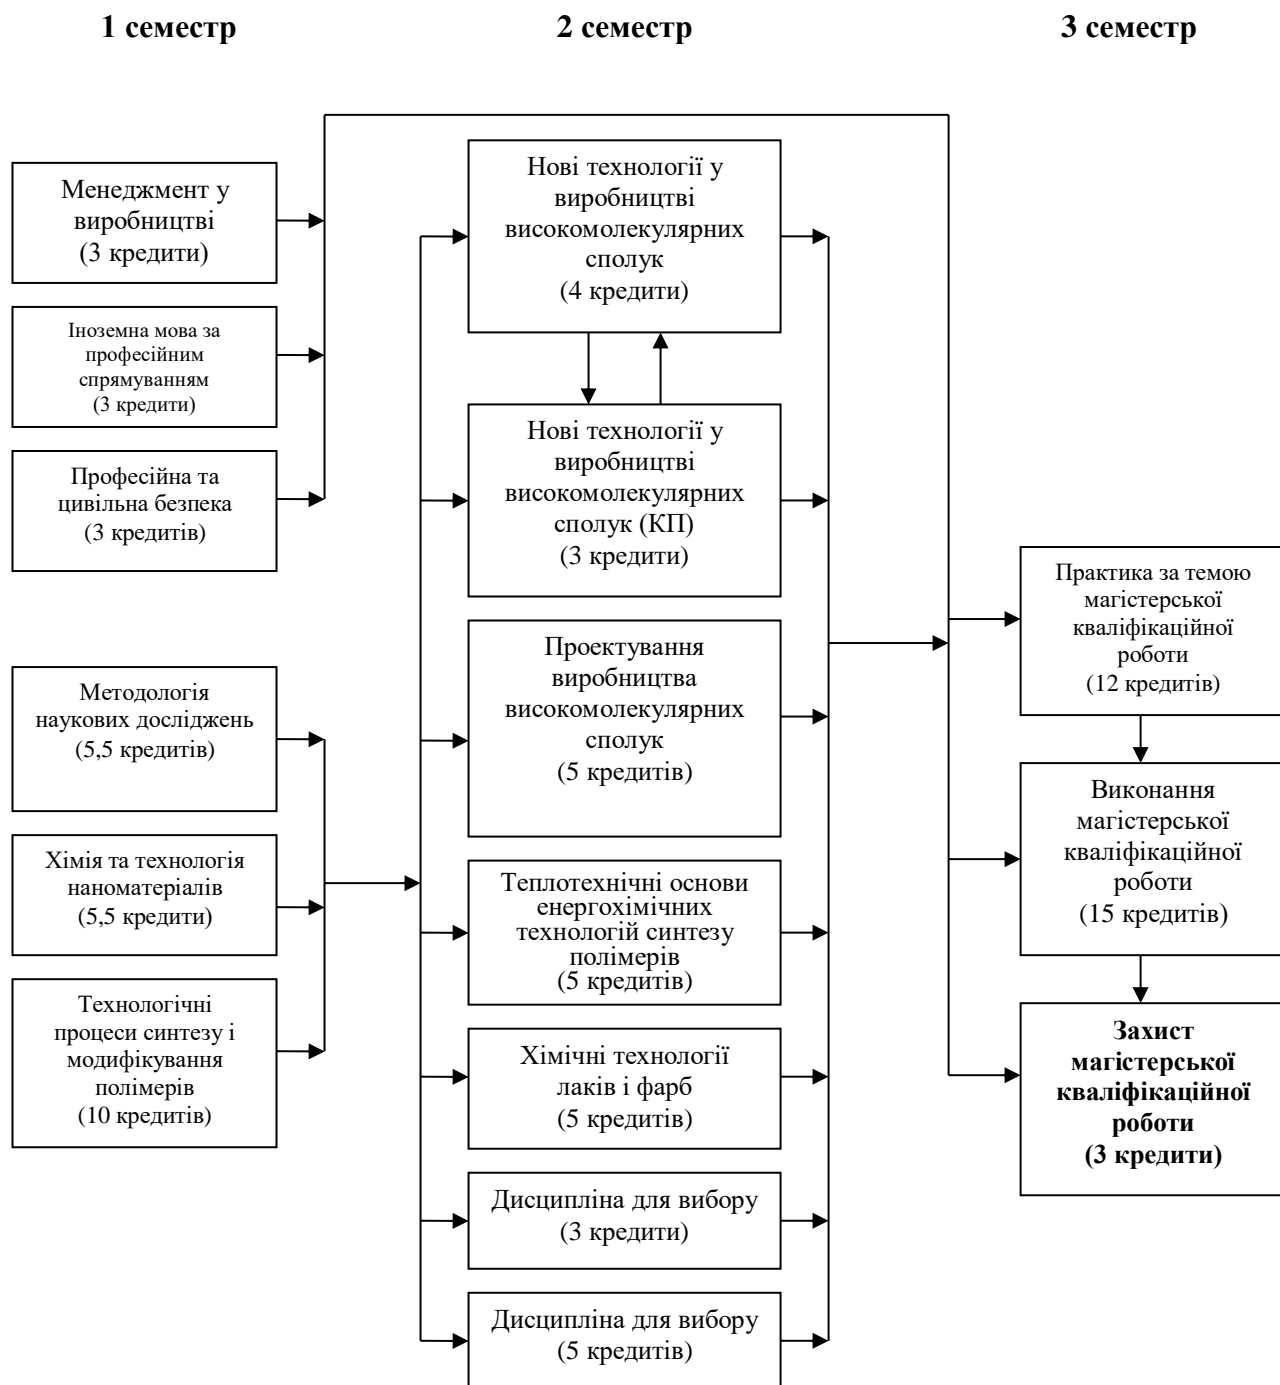 1 семестр
2 семестр
3 семестр
Менеджмент у
виробництві
(3 кредити)
Іноземна мова за
професійним
спрямуванням
(3 кредити)
Професійна та
цивільна безпека
(3 кредитів)
Методологія
наукових досліджень
(5,5 кредитів)
Хімія та технологія
наноматеріалів
(5,5 кредити)
Технологічні
процеси синтезу і
модифікування
полімерів
(10 кредитів)
Нові технології у
виробництві
високомолекулярних
сполук
(4 кредити)
Нові технології у
виробництві
високомолекулярних
сполук (КП)
(3 кредити)
Проектування
виробництва
високомолекулярних
сполук
(5 кредитів)
Теплотехнічні основи
енергохімічних
технологій синтезу
полімерів
(5 кредитів)
Хімічні технології
лаків і фарб
(5 кредитів)
Дисципліна для вибору
(3 кредити)
Дисципліна для вибору
(5 кредитів)
Практика за темою
магістерської
кваліфікаційної
роботи
(12 кредитів)
Виконання
магістерської
кваліфікаційної
роботи
(15 кредитів)
Захист
магістерської
кваліфікаційної
роботи
(3 кредити)